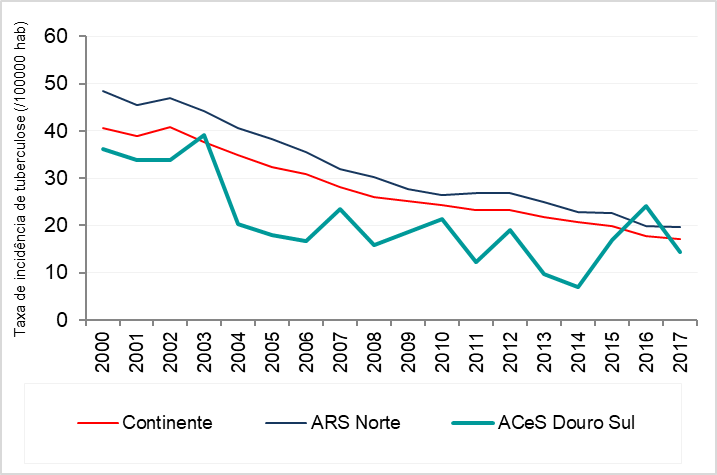 Taxa de incidência de tuberculose (/100000 hab)
60
50
40
30
20
10
0
2000 2001 2002 2003 2004 2005 2006 2007 2008 2009 2010 2011 2012 2013 2014 2015 2016 2017
Continente ARS Norte ACeS Douro Sul